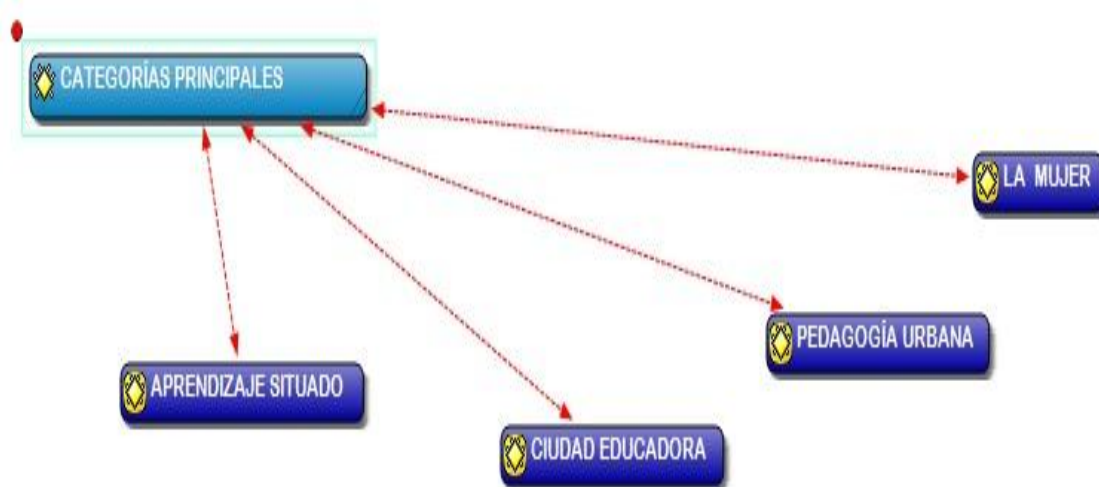 CATEGORÍAS PRINCIPALES
LA MUJER
PEDAGOGÍA URBANA
APRENDIZAJE SITUADO
CIUDAD EDUCADORA